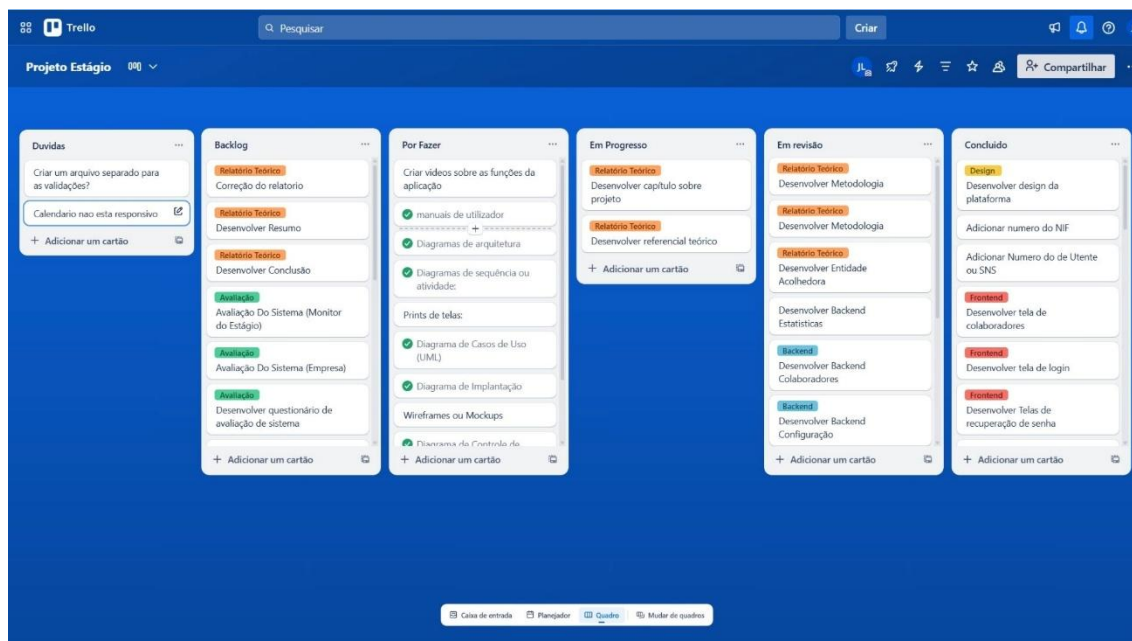 Trello
Pesquisar
Criar
Projeto Estágio
JL
Compartilhar
Duvidas
Criar um arquivo separado para
as validações?
Calendario nao esta responsivo
+ Adicionar um cartão
Backlog
Relatório Teórico
Correção do relatorio
Relatório Teórico
Desenvolver Resumo
Relatório Teórico
Desenvolver Conclusão
Avaliação
Avaliação Do Sistema (Monitor
do Estágio)
Avaliação
Avaliação Do Sistema (Empresa)
Avaliação
Desenvolver questionário de
avaliação de sistema
+ Adicionar um cartão
Por Fazer
Criar videos sobre as funções da
aplicação
manuais de utilizador
Diagramas de arquitetura
Diagramas de sequência ou
atividade:
Prints de telas:
Diagrama de Casos de Uso
(UML)
Diagrama de Implantação
Wireframes ou Mockups
Diagrama de Controle de
+ Adicionar um cartão
Em Progresso
Relatório Teórico
Desenvolver capítulo sobre
projeto
Relatório Teórico
Desenvolver referencial teórico
+ Adicionar um cartão
Em revisão
Relatório Teórico
Desenvolver Metodologia
Relatório Teórico
Desenvolver Metodologia
Relatório Teórico
Desenvolver Entidade
Acolhedora
Desenvolver Backend
Estatisticas
Backend
Desenvolver Backend
Colaboradores
Backend
Desenvolver Backend
Configuração
+ Adicionar um cartão
Concluido
Design
Desenvolver design da
plataforma
Adicionar numero do NIF
Adicionar Numero do de Utente
ou SNS
Frontend
Desenvolver tela de
colaboradores
Frontend
Desenvolver tela de login
Frontend
Desenvolver Telas de
recuperação de senha
+ Adicionar um cartão
Caixa de entrada
Planejador
Quadro
Mudar de quadros